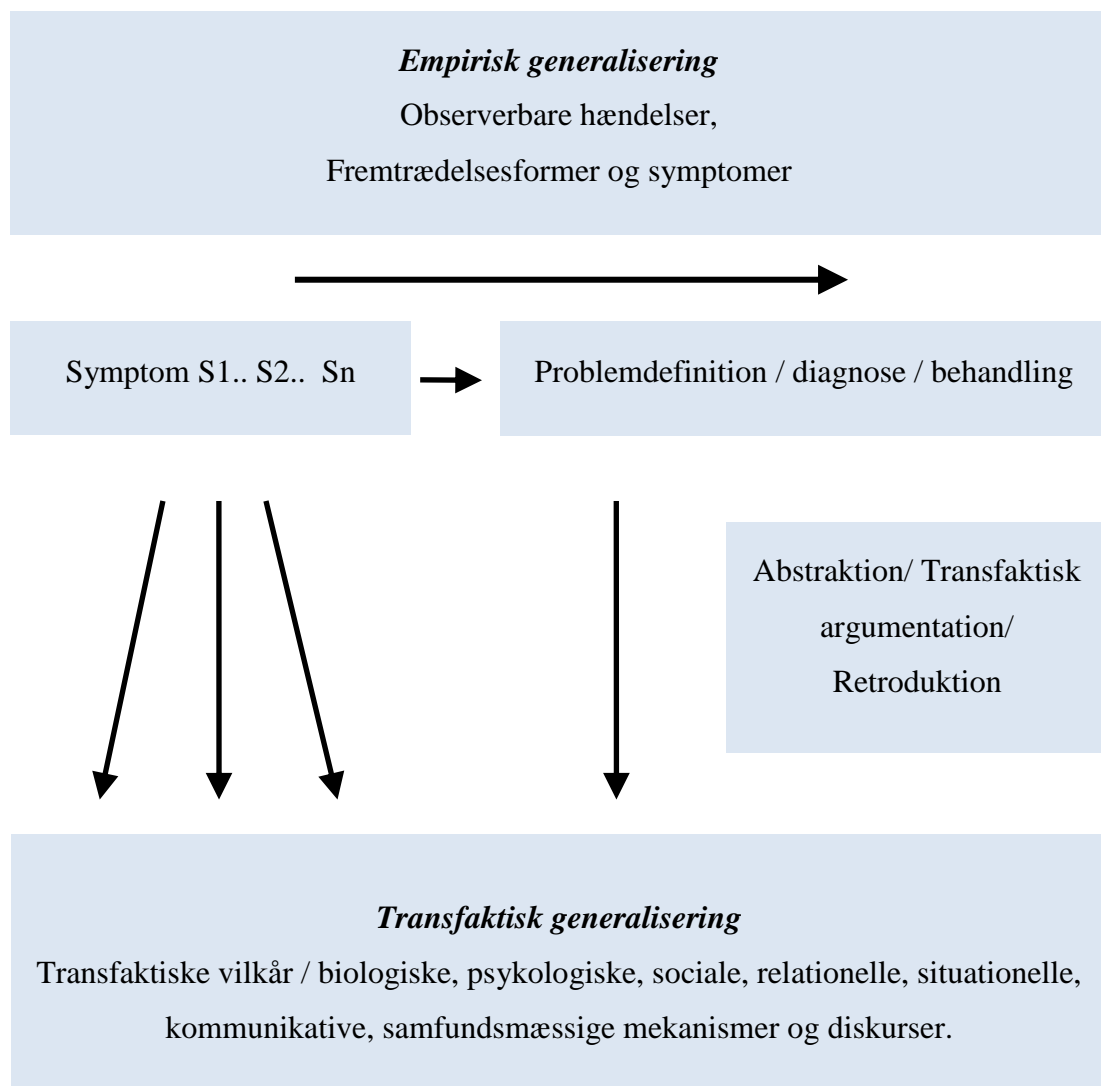 Empirisk generalisering
Observerbare hændelser,
Fremtrædelsesformer og symptomer
Symptom S1.. S2.. Sn
Problemdefinition / diagnose / behandling
Abstraktion/ Transfaktisk
argumentation/
Retroduktion
Transfaktisk generalisering
Transfaktiske vilkår / biologiske, psykologiske, sociale, relationelle, situationelle,
kommunikative, samfundsmæssige mekanismer og diskurser.